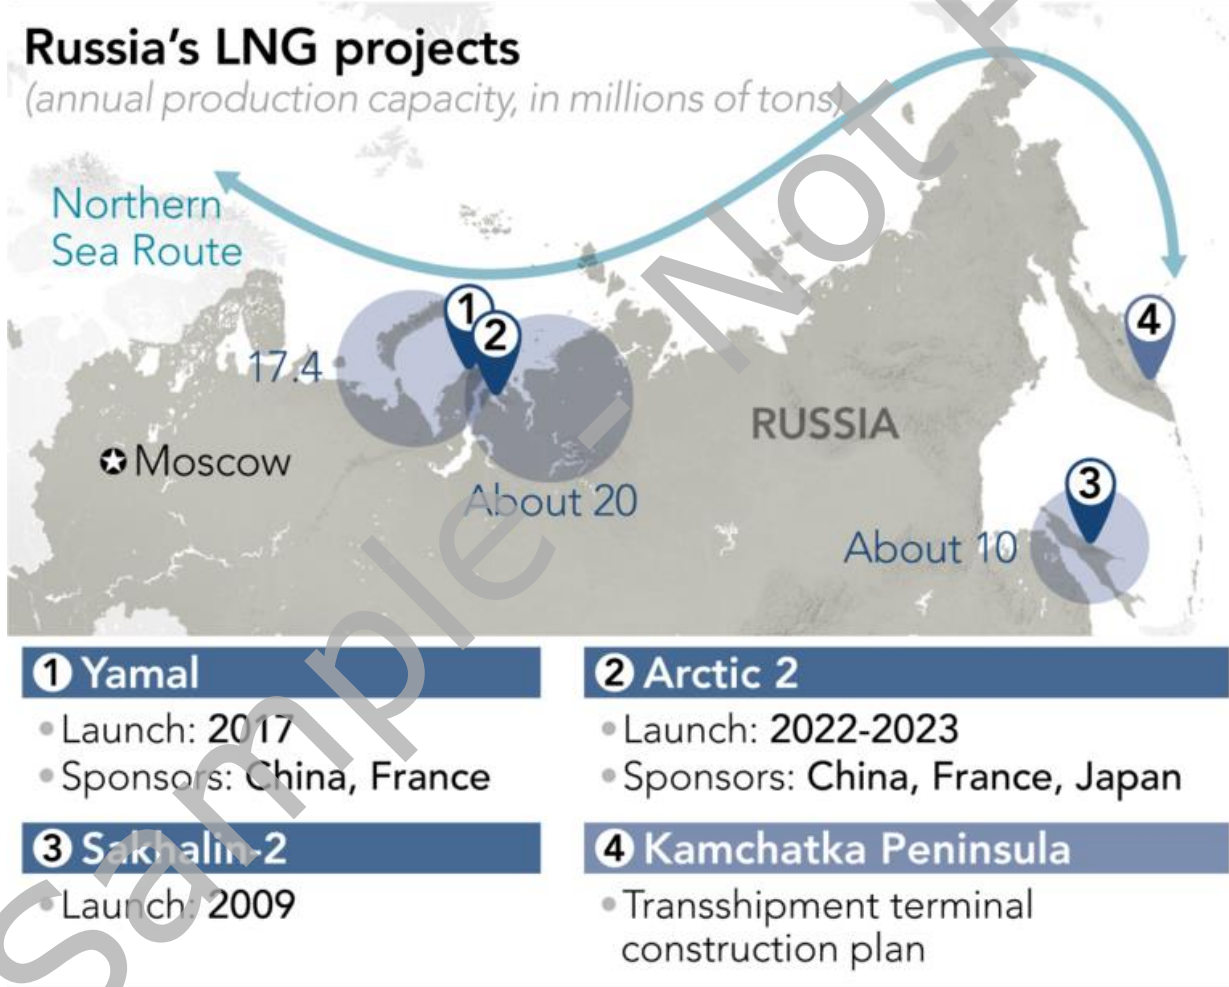 Russia's LNG projects
(annual production capacity, in millions of tons)
Northern
Sea Route
1
2
4
17.4
RUSSIA
Moscow
3
About 20
About 10
1 Yamal
• Launch: 2017
• Sponsors: China, France
2 Arctic 2
• Launch: 2022-2023
• Sponsors: China, France, Japan
3 Sakhalin-2
• Launch: 2009
4 Kamchatka Peninsula
• Transshipment terminal
construction plan
Sample - Not